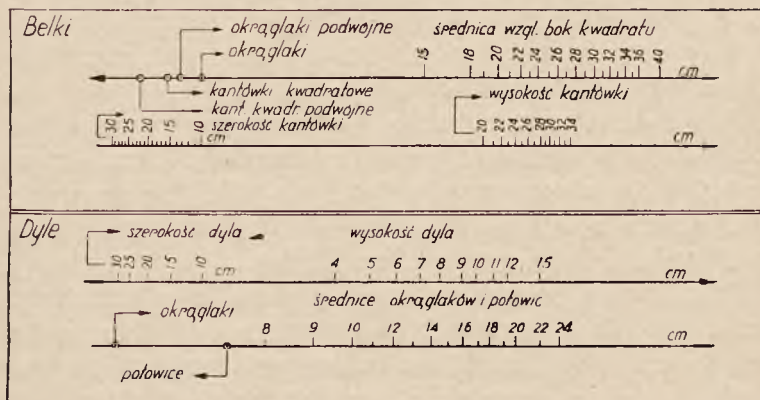 Belki
okrąglaki podwójne średnica wzgl. bok kwadratu
okrąglaki
15 18 20 22 24 26 28 30 32 34 36 40
cm
kantówki kwadratowe wysokość kantówki
kant. kwadr. podwójne
szerokość kantówki
30 25 20 15 10 cm 20 22 24 26 28 30 32 34 cm
Dyle
szerokość dyla wysokość dyla
30 25 20 15 10 cm 4 5 6 7 8 9 10 11 12 15 cm
okrąglaki średnice okrąglaków i połowic
8 9 10 12 14 16 18 20 22 24 cm
połowice